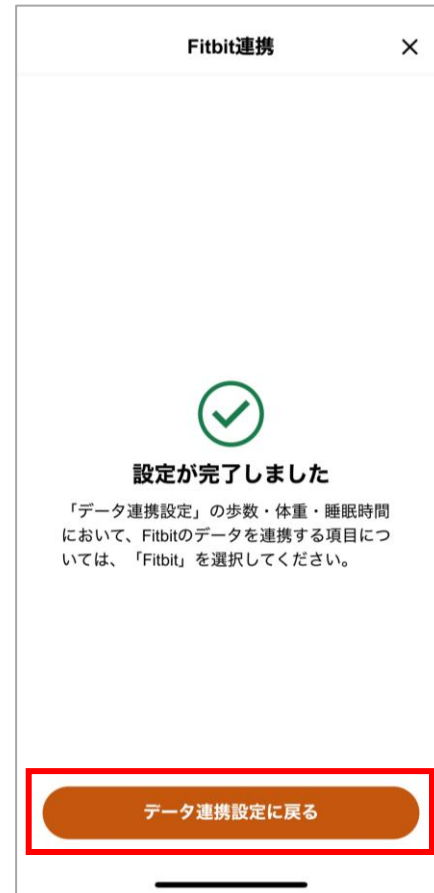 Fitbit連携
設定が完了しました
「データ連携設定」の歩数・体重・睡眠時間
において、Fitbitのデータを連携する項目につ
いては、「Fitbit」を選択してください。
データ連携設定に戻る